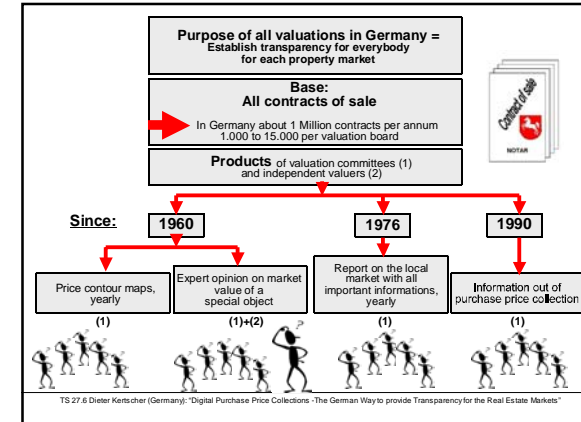 Purpose of all valuations in Germany =
Establish transparency for everybody
for each property market
Base:
All contracts of sale
In Germany about 1 Million contracts per annum
1.000 to 15.000 per valuation board
Contract of sale
NOTAR
Products of valuation committees (1)
and independent valuers (2)
Since:
1960
1976
1990
Price contour maps,
yearly
(1)
Expert opinion on market
value of a
special object
(1)+(2)
Report on the local
market with all
important informations,
yearly
(1)
Information out of
purchase price collection
(1)
? ? ? ?
TS 27.6 Dieter Kertscher (Germany): "Digital Purchase Price Collections -The German Way to provide Transparency for the Real Estate Markets"